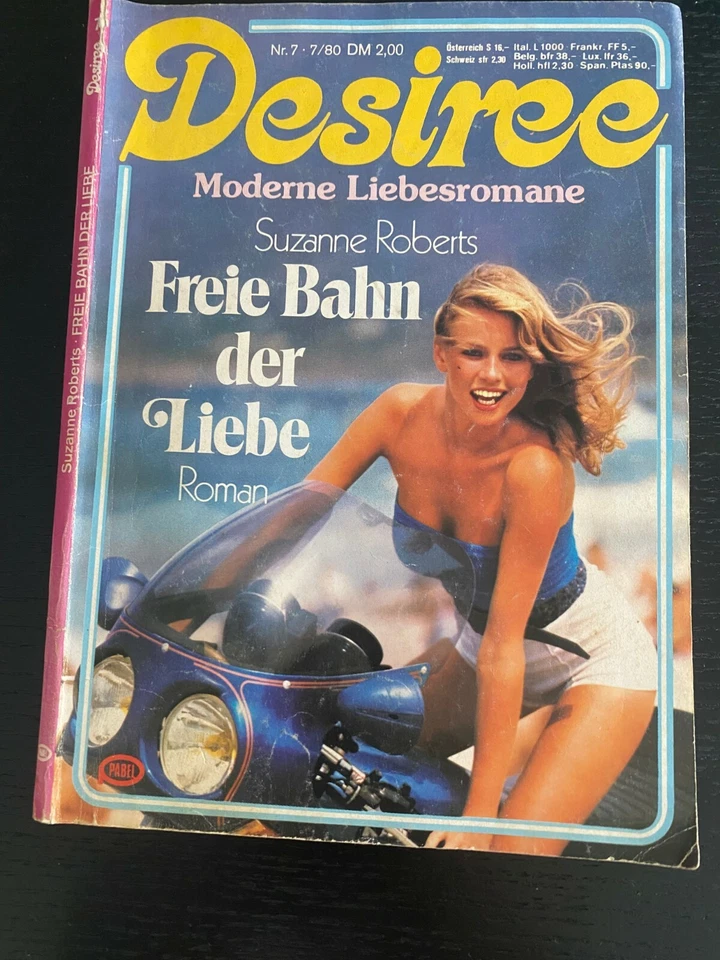 Nr. 7 · 7/80 DM 2,00
Österreich S 16,- Ital. L 1000 · Frankr. FF 5,-
Schweiz sfr 2,30 Belg. bfr 38,- Lux. lfr 36,-
Holl. hfl 2,30 · Span. Ptas 90,-
Desiree
Moderne Liebesromane
Suzanne Roberts
Freie Bahn
der
Liebe
Roman
PABEL
Desiree
Suzanne Roberts · FREIE BAHN DER LIEBE